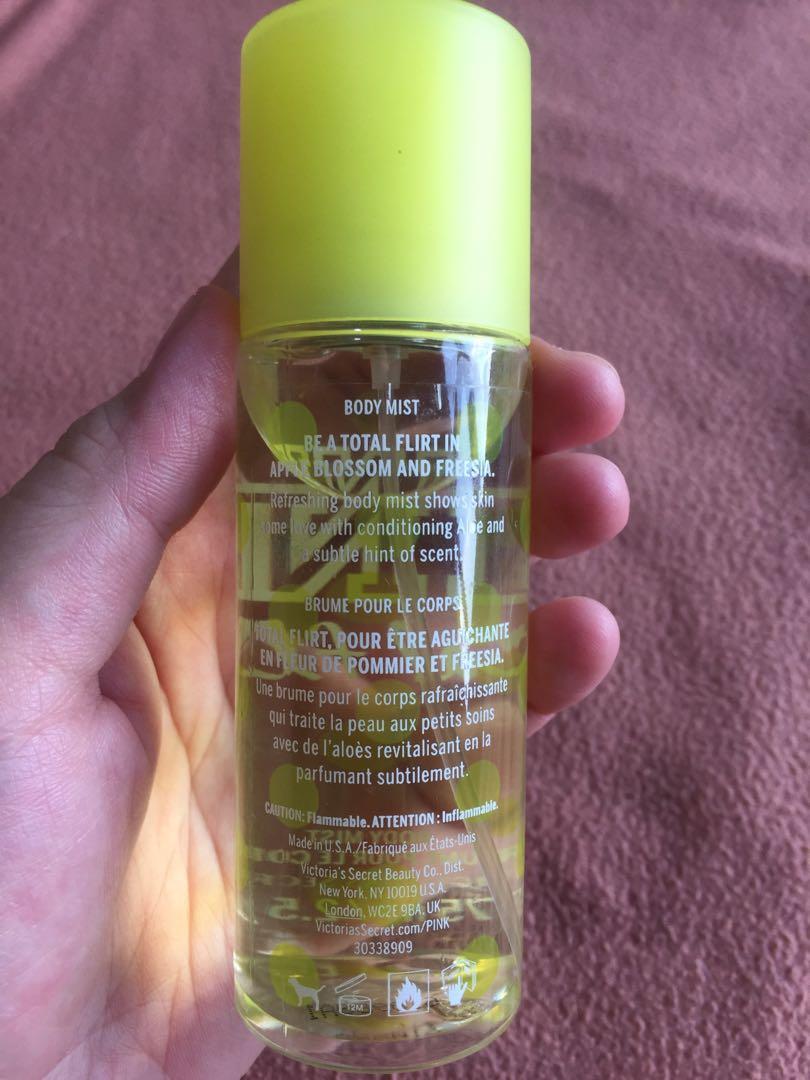 BODY MIST
BE A TOTAL FLIRT IN
APPLE BLOSSOM AND FREESIA.
Refreshing body mist shows skin
some love with conditioning Aloe and
a subtle hint of scent.
BRUME POUR LE CORPS
TOTAL FLIRT, POUR ÊTRE AGUICHANTE
EN FLEUR DE POMMIER ET FREESIA.
Une brume pour le corps rafraîchissante
qui traite la peau aux petits soins
avec de l'aloès revitalisant en la
parfumant subtilement.
CAUTION: Flammable. ATTENTION : Inflammable.
Made in U.S.A./Fabriqué aux États-Unis
Victoria's Secret Beauty Co., Dist.
New York, NY 10019 U.S.A.
London, WC2E 9BA, UK
VictoriasSecret.com/PINK
30338909
12M